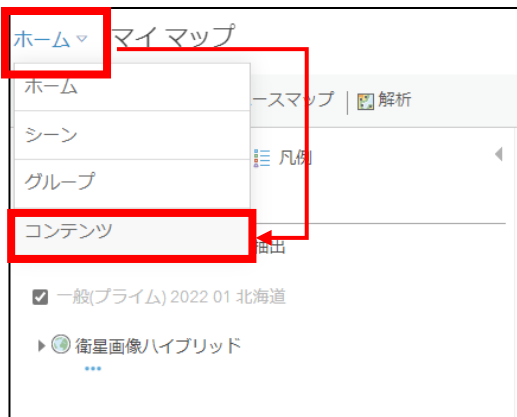 ホーム マイ マップ
ホーム
ースマップ 解析
シーン
凡例
グループ
コンテンツ
抽出
一般(プライム) 2022 01 北海道
衛星画像ハイブリッド